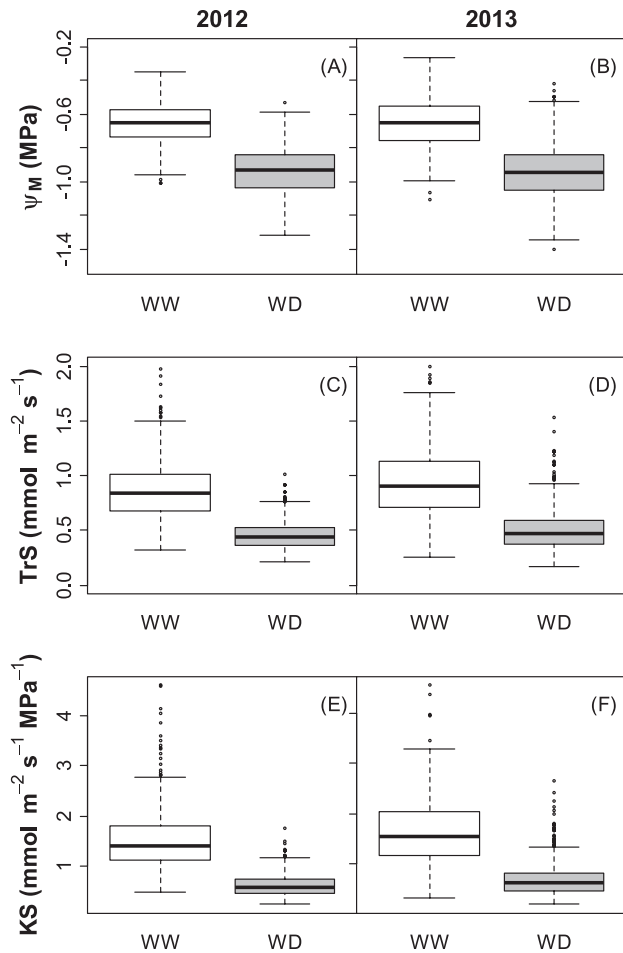 2012 2013
(A) (B)
-0.2
-0.6
-1.0
-1.4
ψM (MPa)
WW WD WW WD
(C) (D)
2.0
1.5
1.0
0.5
0.0
TrS (mmol m−2 s−1)
WW WD WW WD
(E) (F)
4
3
2
1
KS (mmol m−2 s−1 MPa−1)
WW WD WW WD